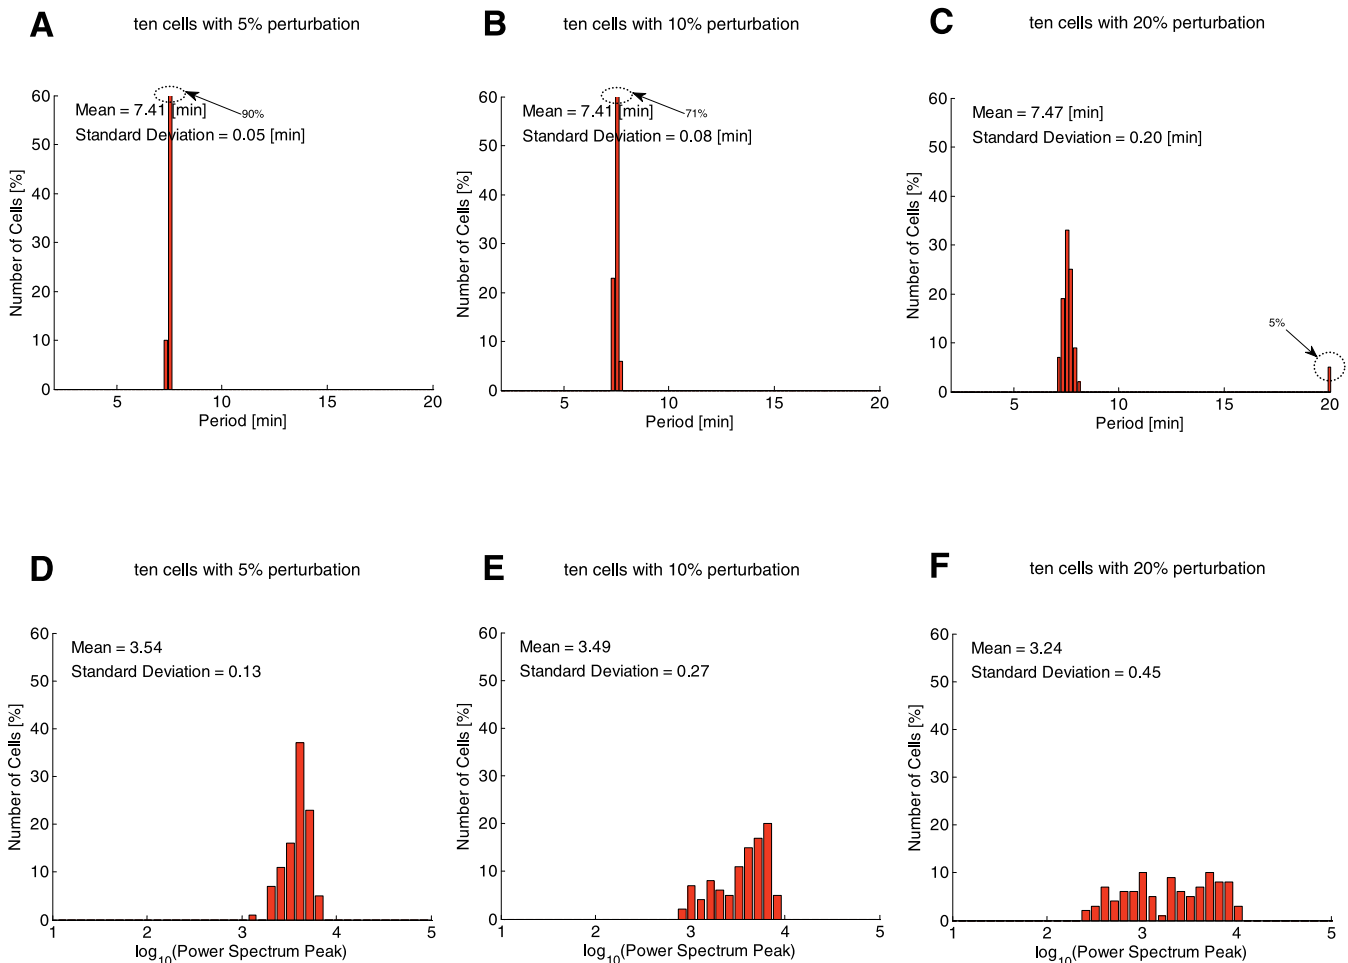 A ten cells with 5% perturbation
60
50
40
30
20
10
0
Number of Cells [%]
Mean = 7.41 [min]
Standard Deviation = 0.05 [min]
90%
5 10 15 20
Period [min]
B ten cells with 10% perturbation
60
50
40
30
20
10
0
Number of Cells [%]
Mean = 7.41 [min]
Standard Deviation = 0.08 [min]
71%
5 10 15 20
Period [min]
C ten cells with 20% perturbation
60
50
40
30
20
10
0
Number of Cells [%]
Mean = 7.47 [min]
Standard Deviation = 0.20 [min]
5%
5 10 15 20
Period [min]
D ten cells with 5% perturbation
60
50
40
30
20
10
0
Number of Cells [%]
Mean = 3.54
Standard Deviation = 0.13
1 2 3 4 5
log10(Power Spectrum Peak)
E ten cells with 10% perturbation
60
50
40
30
20
10
0
Number of Cells [%]
Mean = 3.49
Standard Deviation = 0.27
1 2 3 4 5
log10(Power Spectrum Peak)
F ten cells with 20% perturbation
60
50
40
30
20
10
0
Number of Cells [%]
Mean = 3.24
Standard Deviation = 0.45
1 2 3 4 5
log10(Power Spectrum Peak)